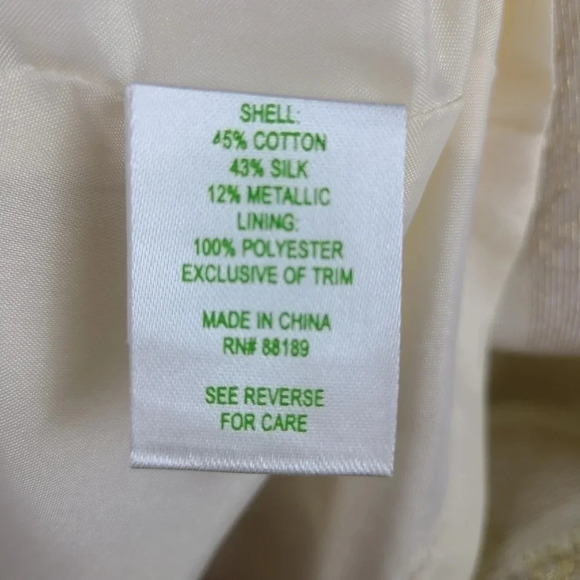 SHELL:
45% COTTON
43% SILK
12% METALLIC
LINING:
100% POLYESTER
EXCLUSIVE OF TRIM
MADE IN CHINA
RN# 88189
SEE REVERSE
FOR CARE